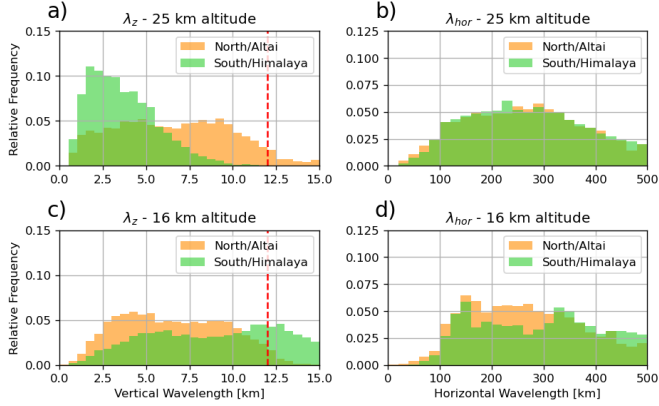 a)
λz - 25 km altitude
Relative Frequency
0.15
0.10
0.05
0.00
0.0 2.5 5.0 7.5 10.0 12.5 15.0
North/Altai
South/Himalaya
b)
λhor - 25 km altitude
0.125
0.100
0.075
0.050
0.025
0.000
0 100 200 300 400 500
North/Altai
South/Himalaya
c)
λz - 16 km altitude
Relative Frequency
0.15
0.10
0.05
0.00
0.0 2.5 5.0 7.5 10.0 12.5 15.0
Vertical Wavelength [km]
North/Altai
South/Himalaya
d)
λhor - 16 km altitude
0.125
0.100
0.075
0.050
0.025
0.000
0 100 200 300 400 500
Horizontal Wavelength [km]
North/Altai
South/Himalaya